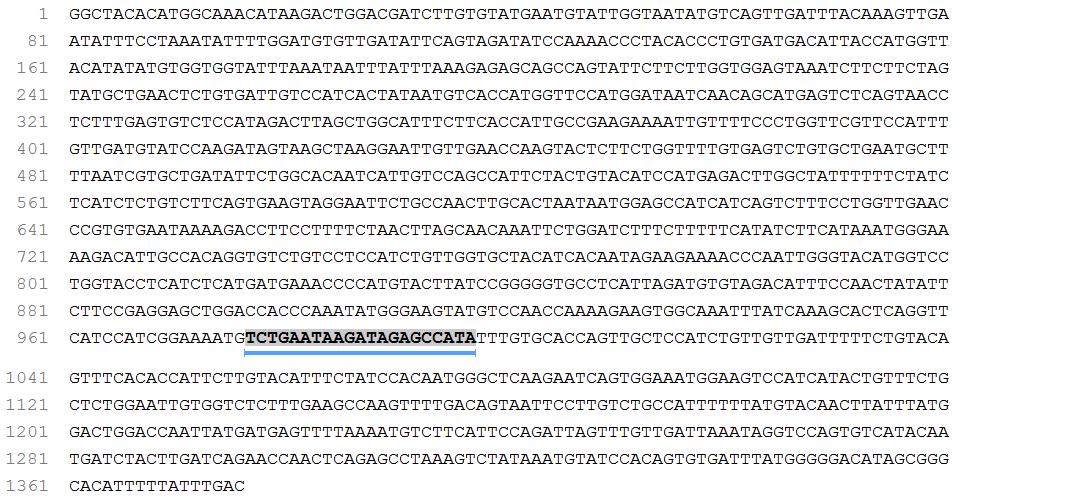 1 GGCTACACATGGCAAACATAAGACTGGACGATCTTGTGTATGAATGTATTGGTAATATGTCAGTTGATTTACAAAGTTGA
81 ATATTTCCTAAATATTTTGGATGTGTTGATATTCAGTAGATATCCAAAACCCTACACCCTGTGATGACATTACCATGGTT
161 ACATATATGTGGTGGTATTTAAATAATTTATTTAAAGAGAGCAGCCAGTATTCTTCTTGGTGGAGTAAATCTTCTTCTAG
241 TATGCTGAACTCTGTGATTGTCCATCACTATAATGTCACCATGGTTCCATGGATAATCAACAGCATGAGTCTCAGTAACC
321 TCTTTGAGTGTCTCCATAGACTTAGCTGGCATTTCTTCACCATTGCCGAAGAAAATTGTTTTCCCTGGTTCGTTCCATTT
401 GTTGATGTATCCAAGATAGTAAGCTAAGGAATTGTTGAACCAAGTACTCTTCTGGTTTTGTGAGTCTGTGCTGAATGCTT
481 TTAATCGTGCTGATATTCTGGCACAATCATTGTCCAGCCATTCTACTGTACATCCATGAGACTTGGCTATTTTTTCTATC
561 TCATCTCTGTCTTCAGTGAAGTAGGAATTCTGCCAACTTGCACTAATAATGGAGCCATCATCAGTCTTTCCTGGTTGAAC
641 CCGTGTGAATAAAAGACCTTCCTTTTCTAACTTAGCAACAAATTCTGGATCTTTCTTTTTCATATCTTCATAAATGGGAA
721 AAGACATTGCCACAGGTGTCTGTCCTCCATCTGTTGGTGCTACATCACAATAGAAGAAAACCCAATTGGGTACATGGTCC
801 TGGTACCTCATCTCATGATGAAACCCCATGTACTTATCCGGGGGTGCCTCATTAGATGTGTAGACATTTCCAACTATATT
881 CTTCCGAGGAGCTGGACCACCCAAATATGGGAAGTATGTCCAACCAAAAGAAGTGGCAAATTTATCAAAGCACTCAGGTT
961 CATCCATCGGAAAATGTCTGAATAAGATAGAGCCATATTTGTGCACCAGTTGCTCCATCTGTTGTTGATTTTTCTGTACA
1041 GTTTCACACCATTCTTGTACATTTCTATCCACAATGGGCTCAAGAATCAGTGGAAATGGAAGTCCATCATACTGTTTCTG
1121 CTCTGGAATTGTGGTCTCTTTGAAGCCAAGTTTTGACAGTAATTCCTTGTCTGCCATTTTTTATGTACAACTTATTTATG
1201 GACTGGACCAATTATGATGAGTTTTAAAATGTCTTCATTCCAGATTAGTTTGTTGATTAAATAGGTCCAGTGTCATACAA
1281 TGATCTACTTGATCAGAACCAACTCAGAGCCTAAAGTCTATAAATGTATCCACAGTGTGATTTATGGGGGACATAGCGGG
1361 CACATTTTTATTTGAC